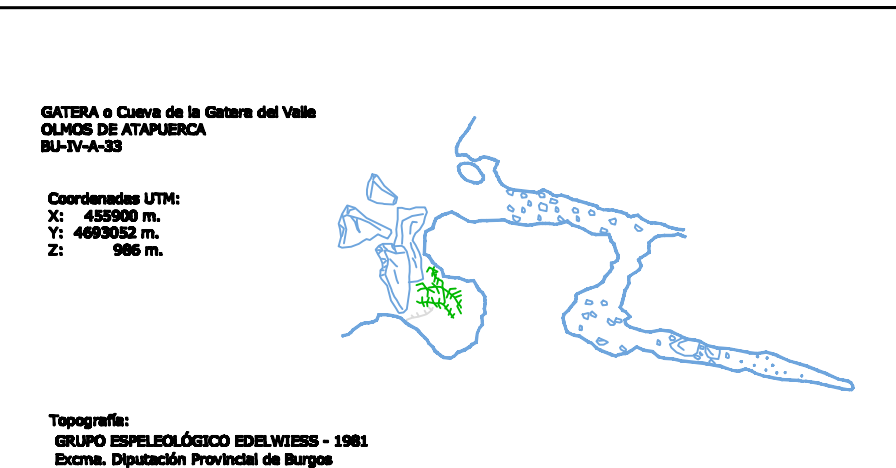 GATERA o Cueva de la Gatera del Valle
OLMOS DE ATAPUERCA
BU-IV-A-33
Coordenadas UTM:
X: 455900 m.
Y: 4693052 m.
Z: 986 m.
Topografía:
GRUPO ESPELEOLÓGICO EDELWIESS - 1981
Excma. Diputación Provincial de Burgos